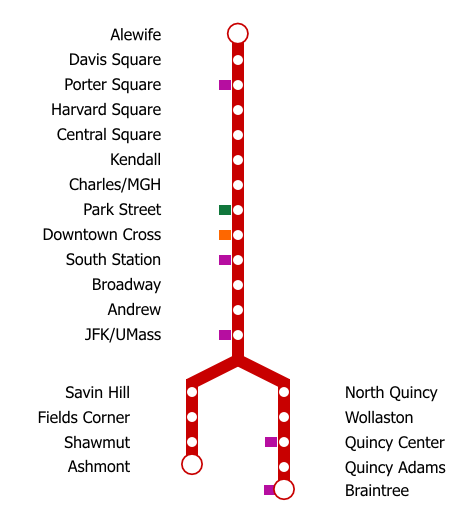 Alewife
Davis Square
Porter Square
Harvard Square
Central Square
Kendall
Charles/MGH
Park Street
Downtown Cross
South Station
Broadway
Andrew
JFK/UMass
Savin Hill
Fields Corner
Shawmut
Ashmont
North Quincy
Wollaston
Quincy Center
Quincy Adams
Braintree